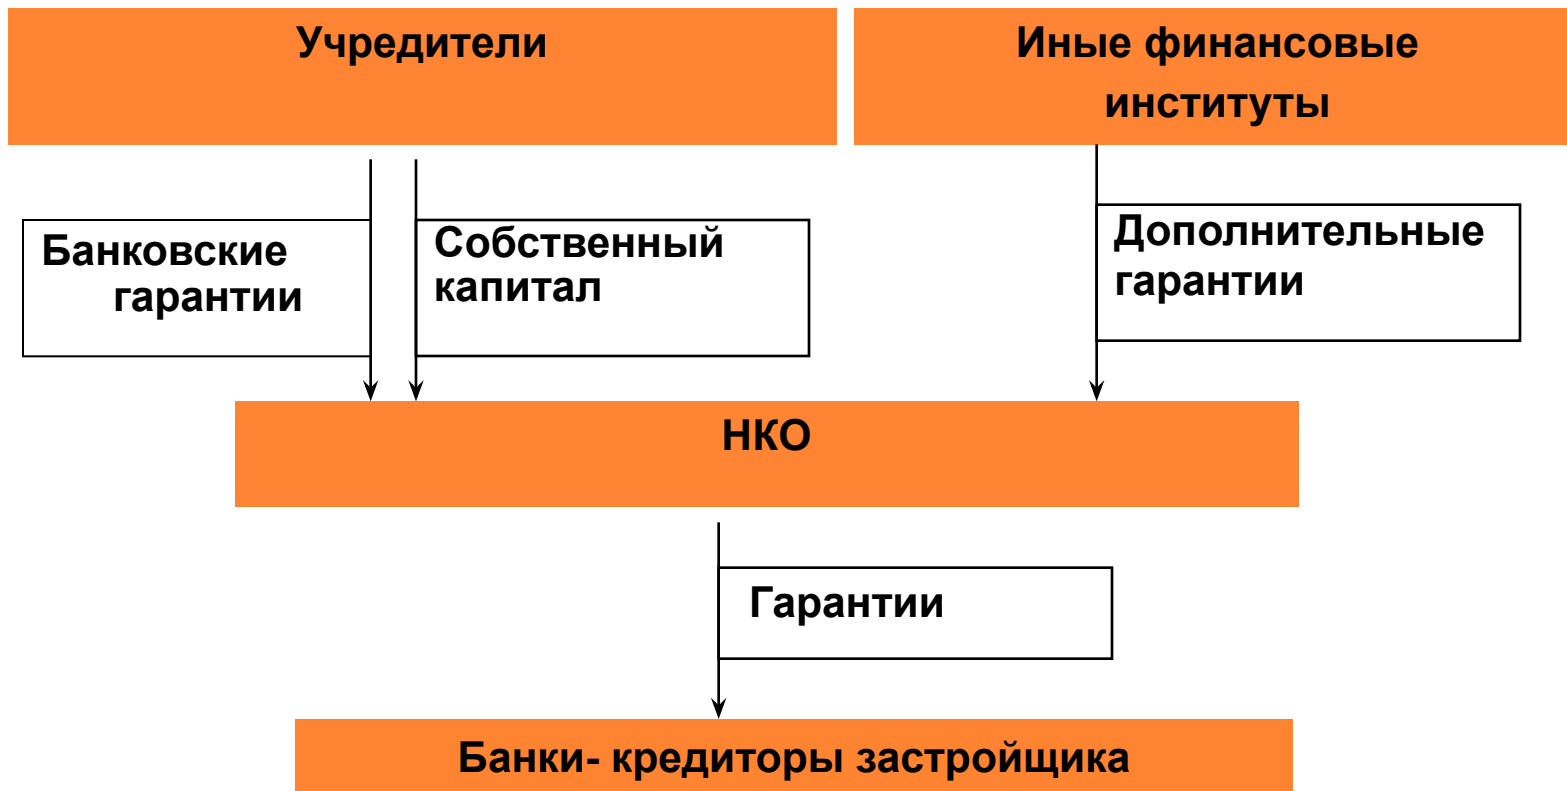 Учредители
Иные финансовые
институты
Банковские
гарантии
Собственный
капитал
Дополнительные
гарантии
НКО
Гарантии
Банки- кредиторы застройщика